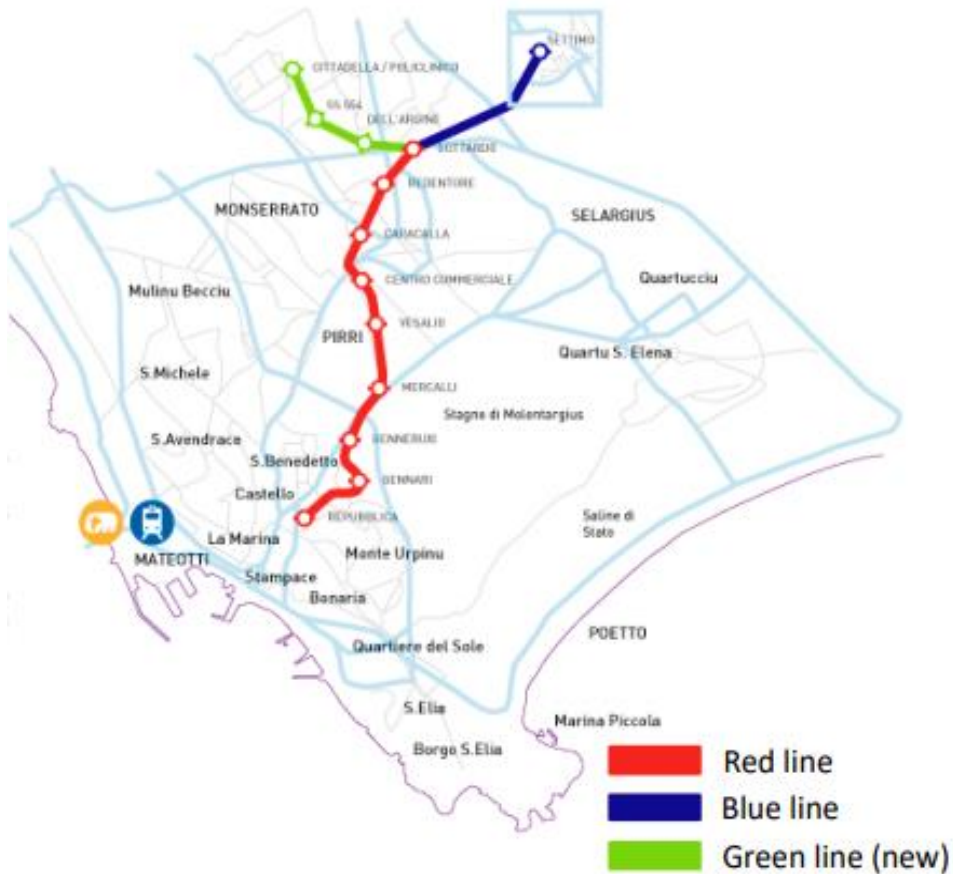 SETTIMO
CITTADELLA / POLICLINICO
SS 554
DELL'ARGINE
GOTTARDO
REDENTORE
MONSERRATO
SELARGIUS
CARACALLA
CENTRO COMMERCIALE
Quartucciu
Mulinu Becciu
VESALIO
PIRRI
Quartu S. Elena
S.Michele
MERCALLI
Stagno di Molentargius
S.Avendrace
GENNERUXI
S.Benedetto
GENNARI
Castello
REPUBBLICA
Saline di
Stato
La Marina
Monte Urpinu
MATEOTTI
Stampace
Bonaria
POETTO
Quartiere del Sole
S.Elia
Marina Piccola
Borgo S.Elia
Red line
Blue line
Green line (new)